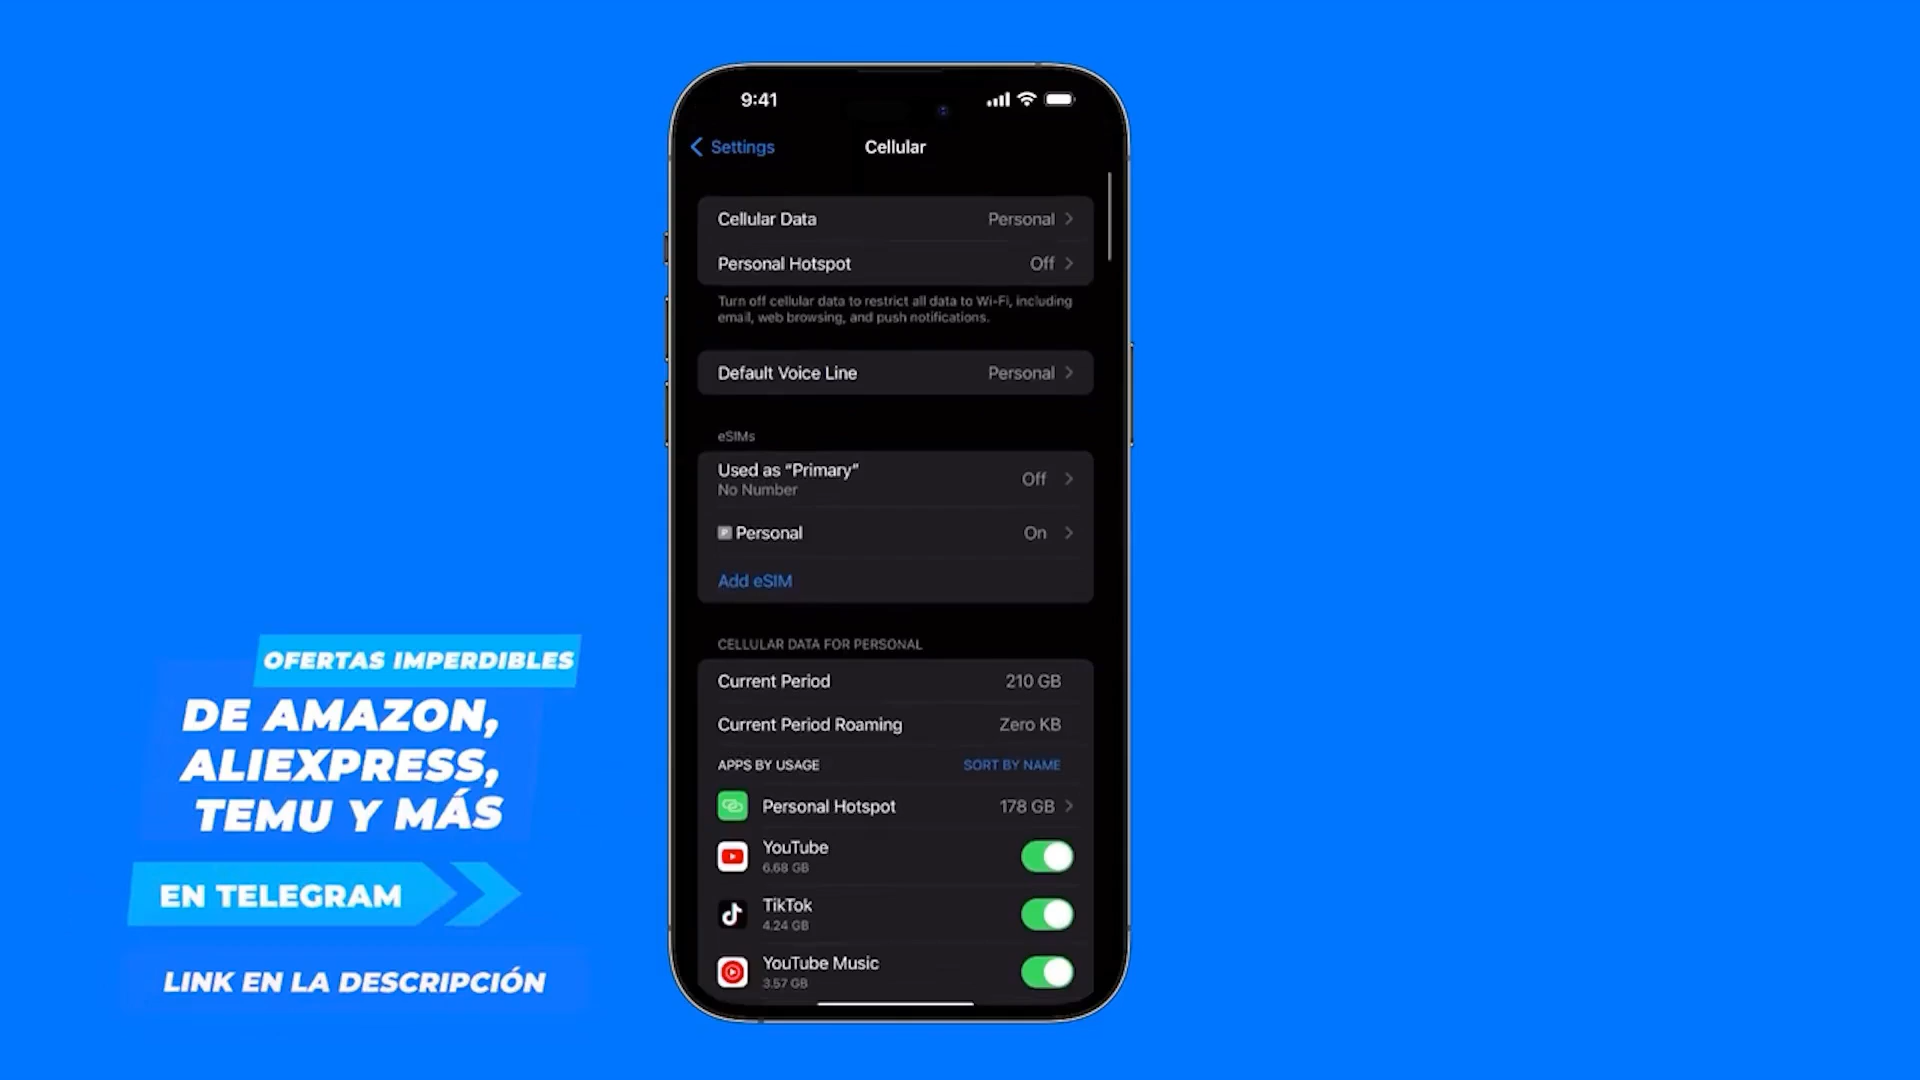 9:41
Settings
Cellular
Cellular Data Personal
Personal Hotspot Off
Turn off cellular data to restrict all data to Wi-Fi, including
email, web browsing, and push notifications.
Default Voice Line Personal
eSIMs
Used as “Primary” Off
No Number
P Personal On
Add eSIM
CELLULAR DATA FOR PERSONAL
Current Period 210 GB
Current Period Roaming Zero KB
APPS BY USAGE SORT BY NAME
Personal Hotspot 178 GB
YouTube
6.68 GB
TikTok
4.24 GB
YouTube Music
3.57 GB
OFERTAS IMPERDIBLES
DE AMAZON,
ALIEXPRESS,
TEMU Y MÁS
EN TELEGRAM
LINK EN LA DESCRIPCIÓN